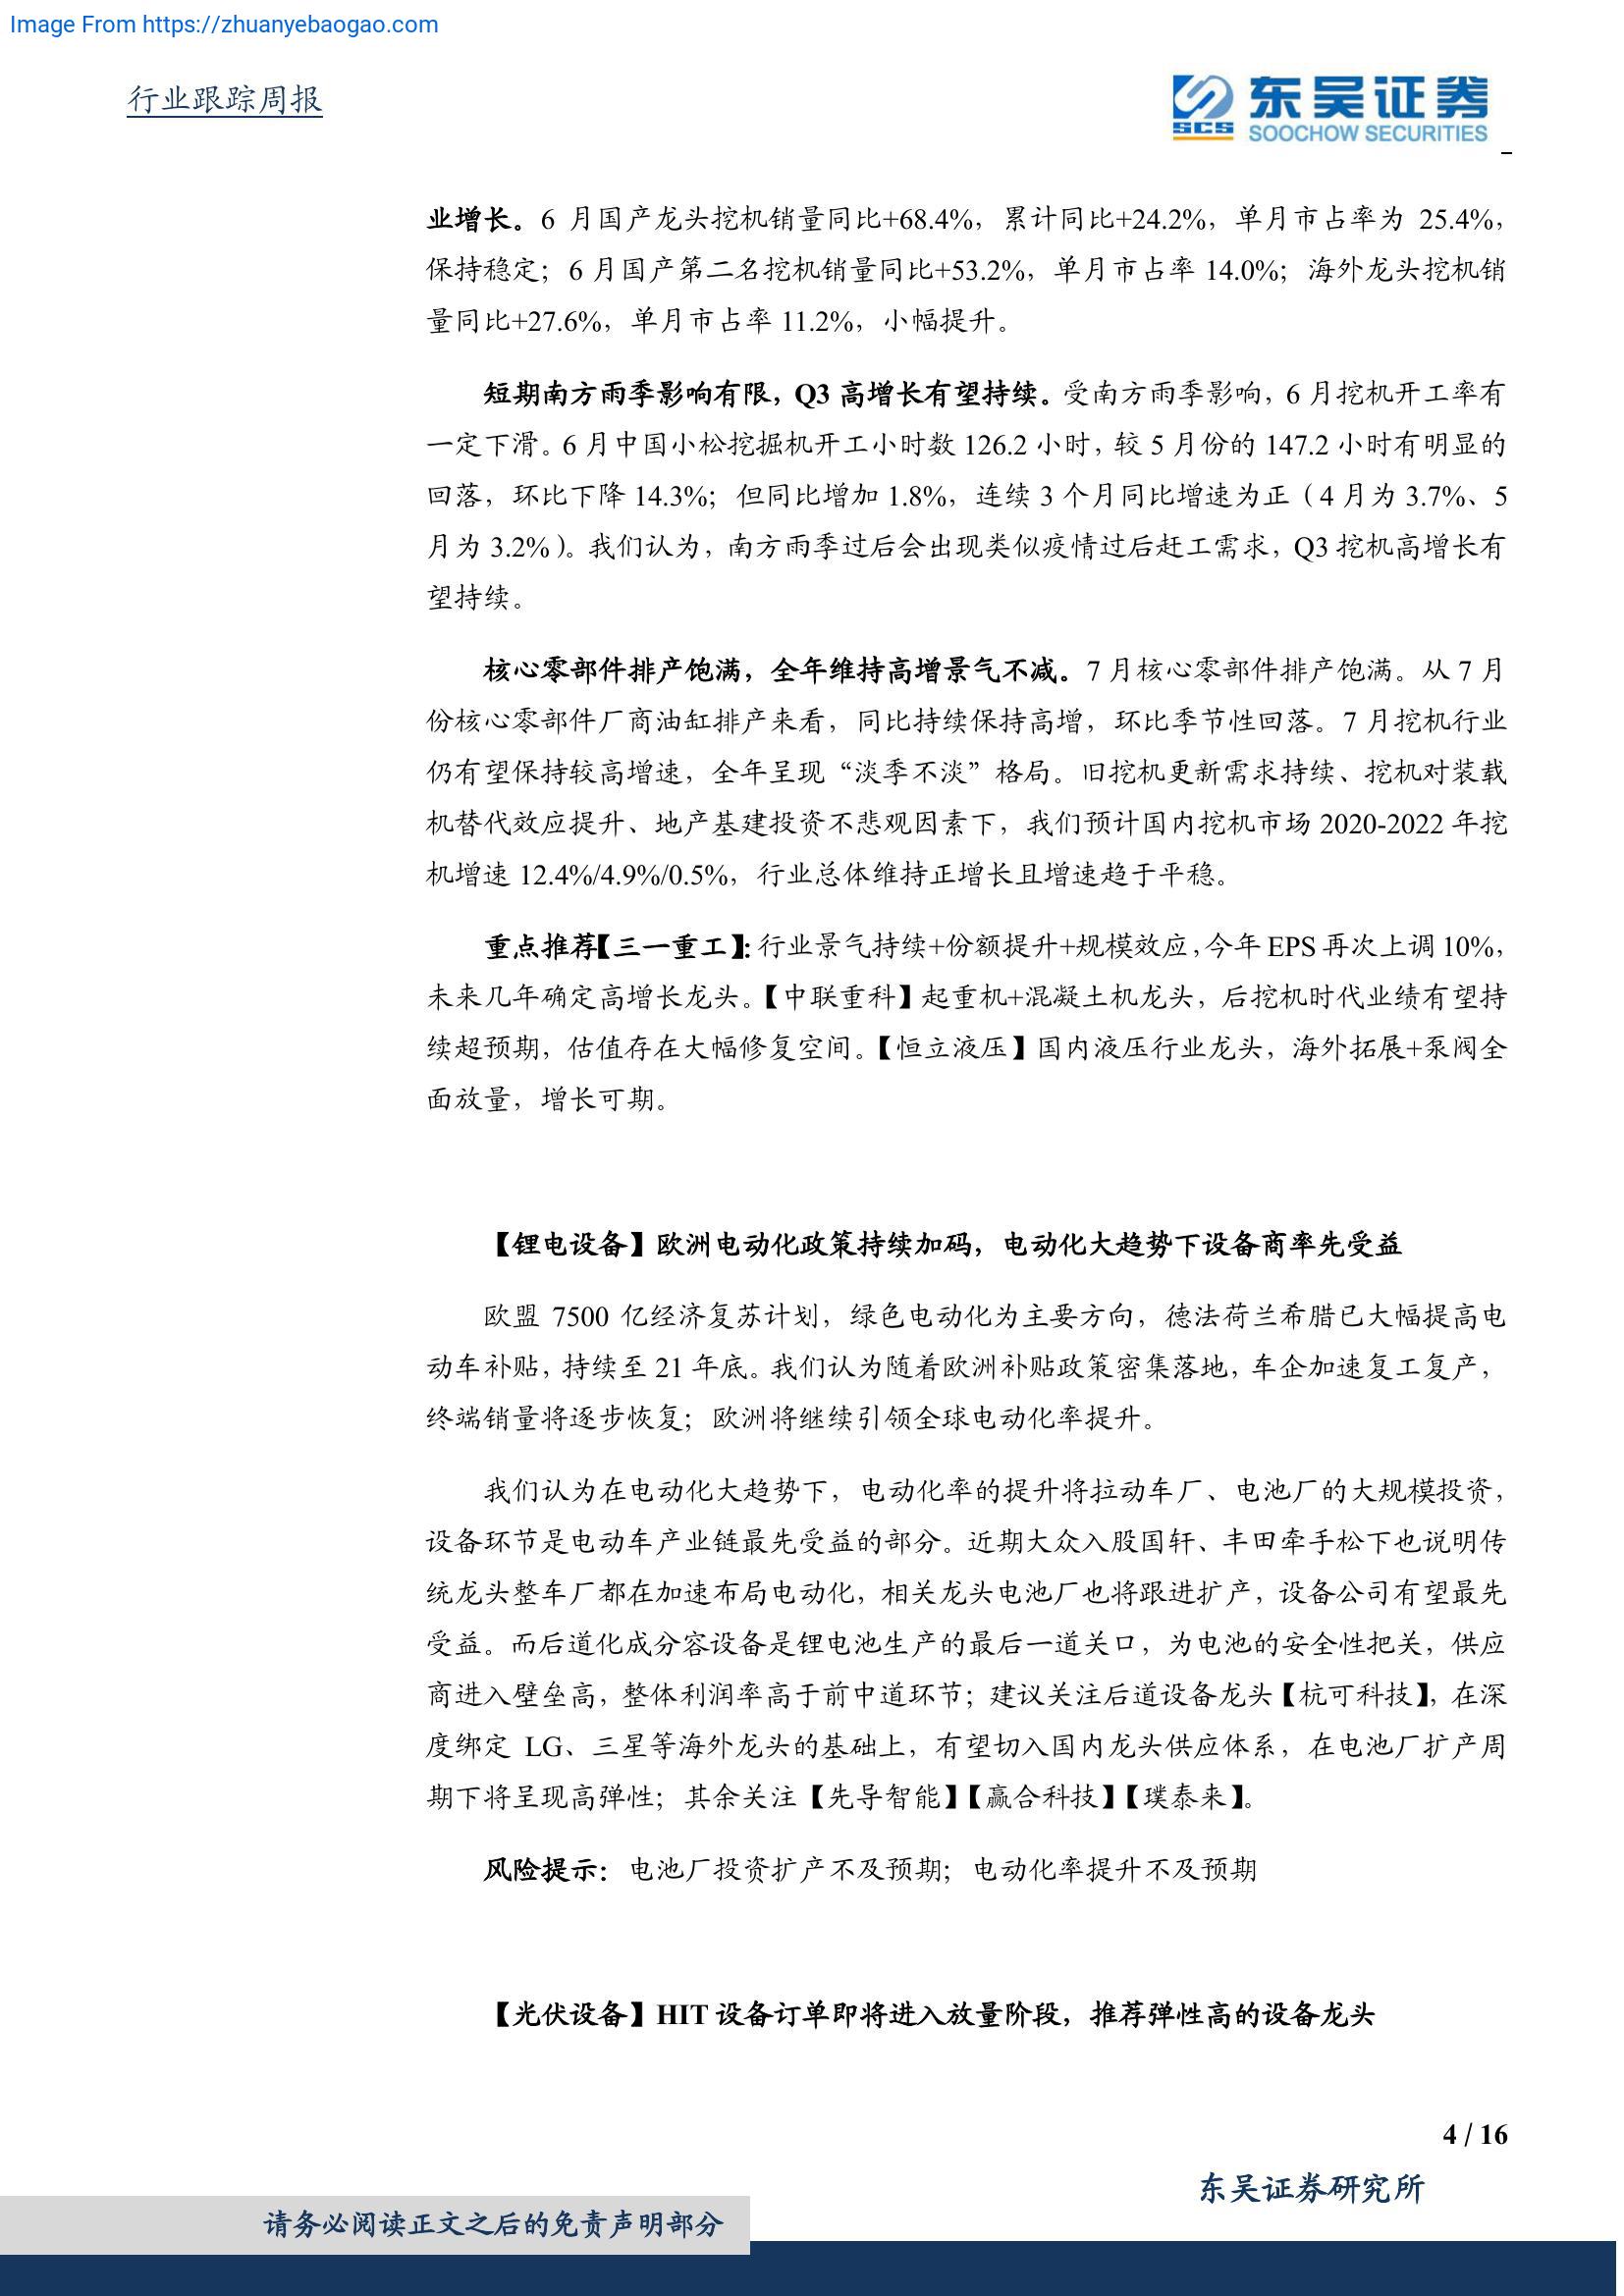 Image From https://zhuanyebaogao.com
行业跟踪周报
SCS
东吴证券
SOOCHOW SECURITIES
业增长。6 月国产龙头挖机销量同比+68.4%，累计同比+24.2%，单月市占率为 25.4%，
保持稳定；6 月国产第二名挖机销量同比+53.2%，单月市占率 14.0%；海外龙头挖机销
量同比+27.6%，单月市占率 11.2%，小幅提升。
短期南方雨季影响有限，Q3 高增长有望持续。受南方雨季影响，6 月挖机开工率有
一定下滑。6 月中国小松挖掘机开工小时数 126.2 小时，较 5 月份的 147.2 小时有明显的
回落，环比下降 14.3%；但同比增加 1.8%，连续 3 个月同比增速为正（4 月为 3.7%、5
月为 3.2%）。我们认为，南方雨季过后会出现类似疫情过后赶工需求，Q3 挖机高增长有
望持续。
核心零部件排产饱满，全年维持高增景气不减。7 月核心零部件排产饱满。从 7 月
份核心零部件厂商油缸排产来看，同比持续保持高增，环比季节性回落。7 月挖机行业
仍有望保持较高增速，全年呈现“淡季不淡”格局。旧挖机更新需求持续、挖机对装载
机替代效应提升、地产基建投资不悲观因素下，我们预计国内挖机市场 2020-2022 年挖
机增速 12.4%/4.9%/0.5%，行业总体维持正增长且增速趋于平稳。
重点推荐【三一重工】：行业景气持续+份额提升+规模效应，今年 EPS 再次上调 10%，
未来几年确定高增长龙头。【中联重科】起重机+混凝土机龙头，后挖机时代业绩有望持
续超预期，估值存在大幅修复空间。【恒立液压】国内液压行业龙头，海外拓展+泵阀全
面放量，增长可期。
【锂电设备】欧洲电动化政策持续加码，电动化大趋势下设备商率先受益
欧盟 7500 亿经济复苏计划，绿色电动化为主要方向，德法荷兰希腊已大幅提高电
动车补贴，持续至 21 年底。我们认为随着欧洲补贴政策密集落地，车企加速复工复产，
终端销量将逐步恢复；欧洲将继续引领全球电动化率提升。
我们认为在电动化大趋势下，电动化率的提升将拉动车厂、电池厂的大规模投资，
设备环节是电动车产业链最先受益的部分。近期大众入股国轩、丰田牵手松下也说明传
统龙头整车厂都在加速布局电动化，相关龙头电池厂也将跟进扩产，设备公司有望最先
受益。而后道化成分容设备是锂电池生产的最后一道关口，为电池的安全性把关，供应
商进入壁垒高，整体利润率高于前中道环节；建议关注后道设备龙头【杭可科技】，在深
度绑定 LG、三星等海外龙头的基础上，有望切入国内龙头供应体系，在电池厂扩产周
期下将呈现高弹性；其余关注【先导智能】【赢合科技】【璞泰来】。
风险提示：电池厂投资扩产不及预期；电动化率提升不及预期
【光伏设备】HIT 设备订单即将进入放量阶段，推荐弹性高的设备龙头
4 / 16
东吴证券研究所
请务必阅读正文之后的免责声明部分